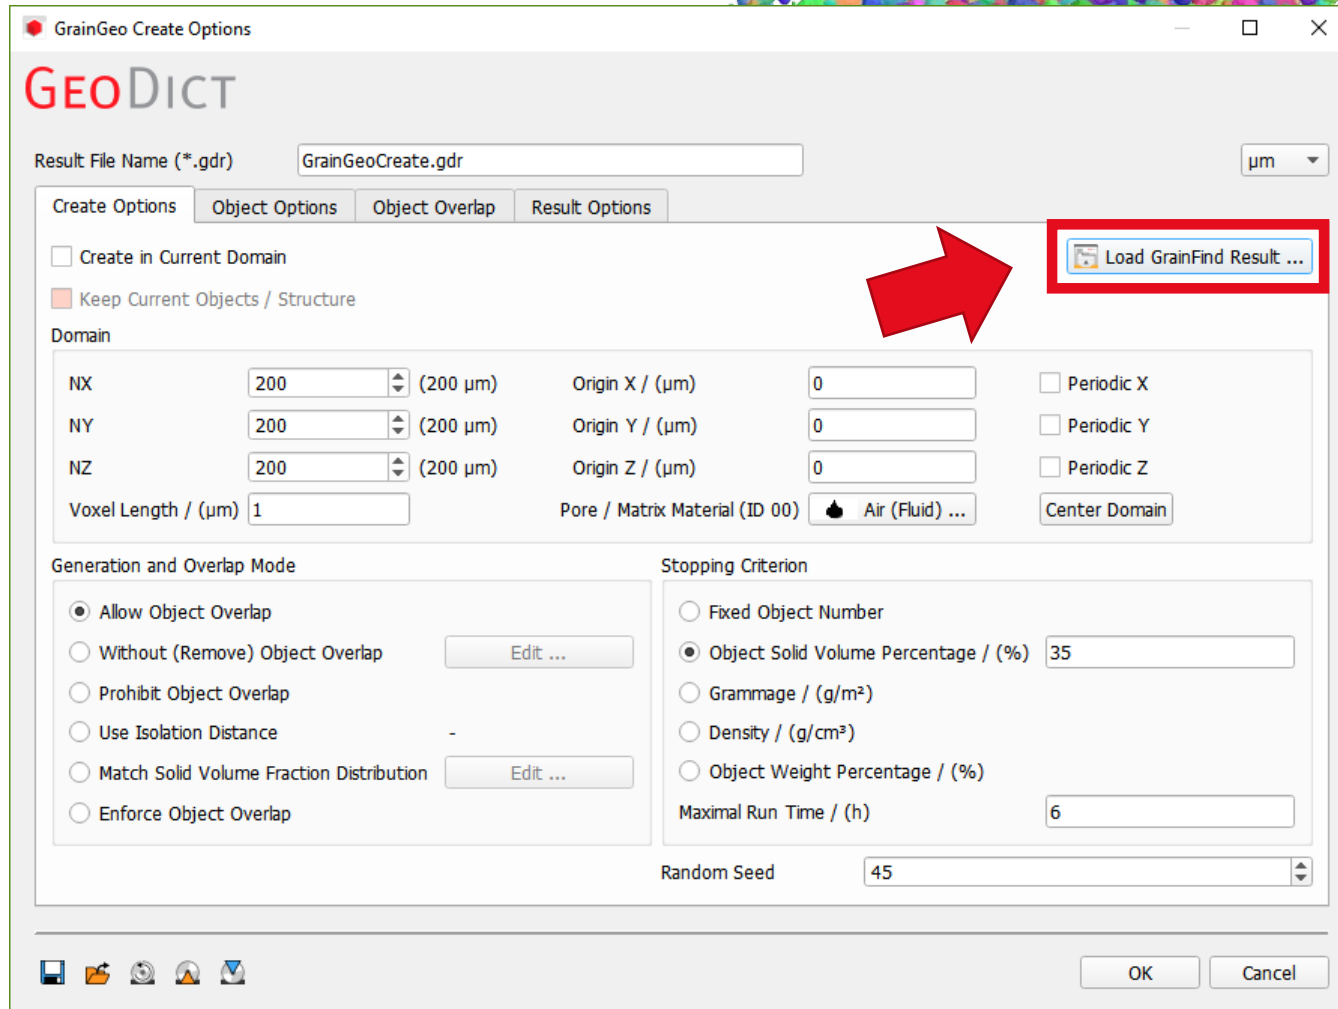 GrainGeo Create Options
GEODICT
Result File Name (*.gdr) GrainGeoCreate.gdr µm
Create Options Object Options Object Overlap Result Options
Create in Current Domain Load GrainFind Result ...
Keep Current Objects / Structure
Domain
NX 200 (200 µm) Origin X / (µm) 0 Periodic X
NY 200 (200 µm) Origin Y / (µm) 0 Periodic Y
NZ 200 (200 µm) Origin Z / (µm) 0 Periodic Z
Voxel Length / (µm) 1 Pore / Matrix Material (ID 00) Air (Fluid) ... Center Domain
Generation and Overlap Mode Stopping Criterion
Allow Object Overlap Fixed Object Number
Without (Remove) Object Overlap Edit ... Object Solid Volume Percentage / (%) 35
Prohibit Object Overlap Grammage / (g/m²)
Use Isolation Distance - Density / (g/cm³)
Match Solid Volume Fraction Distribution Edit ... Object Weight Percentage / (%)
Enforce Object Overlap Maximal Run Time / (h) 6
Random Seed 45
OK Cancel